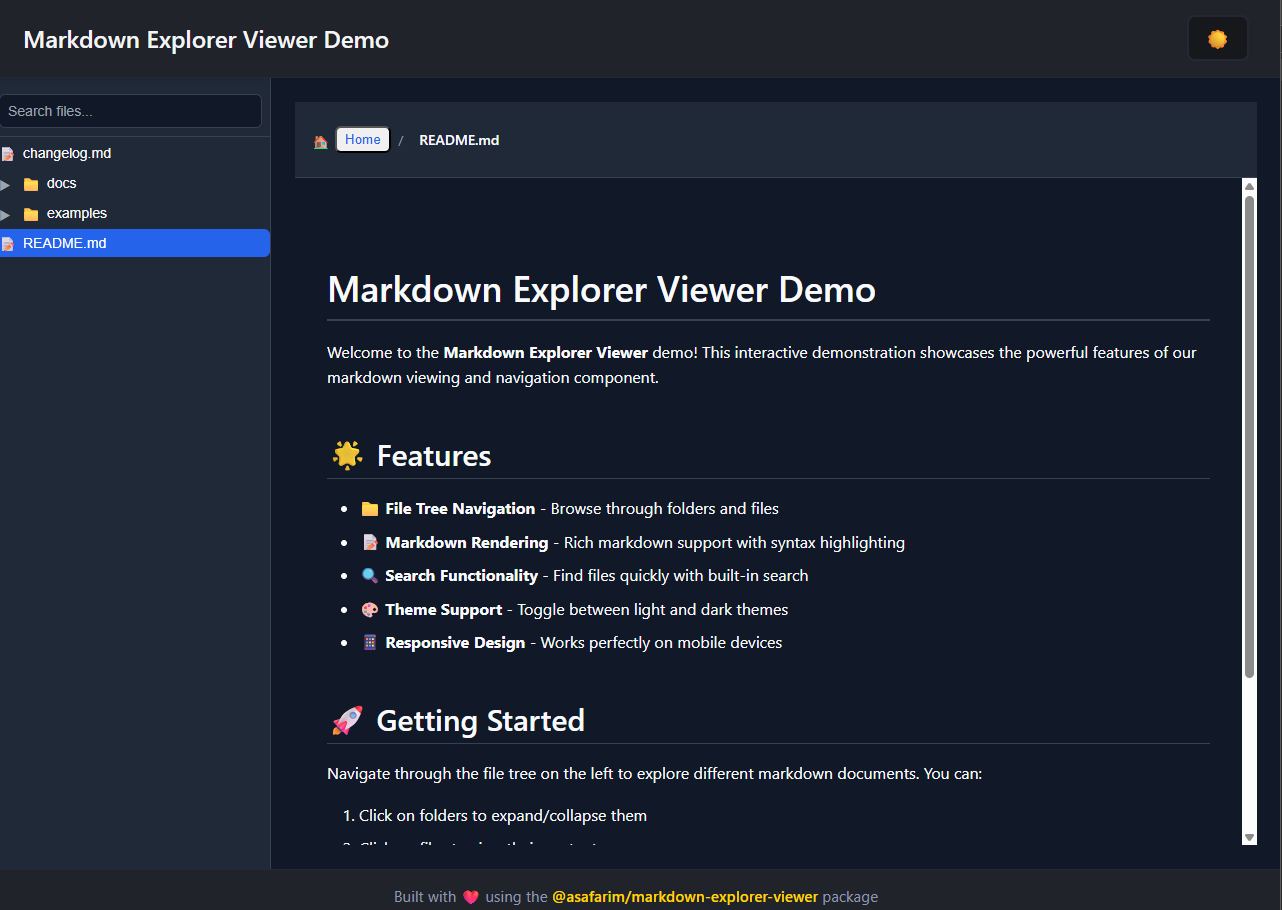 Markdown Explorer Viewer Demo
Search files...
changelog.md
docs
examples
README.md
Home / README.md
Markdown Explorer Viewer Demo
Welcome to the Markdown Explorer Viewer demo! This interactive demonstration showcases the powerful features of our
markdown viewing and navigation component.
Features
File Tree Navigation - Browse through folders and files
Markdown Rendering - Rich markdown support with syntax highlighting
Search Functionality - Find files quickly with built-in search
Theme Support - Toggle between light and dark themes
Responsive Design - Works perfectly on mobile devices
Getting Started
Navigate through the file tree on the left to explore different markdown documents. You can:
1. Click on folders to expand/collapse them
Built with ❤ using the @asafarim/markdown-explorer-viewer package